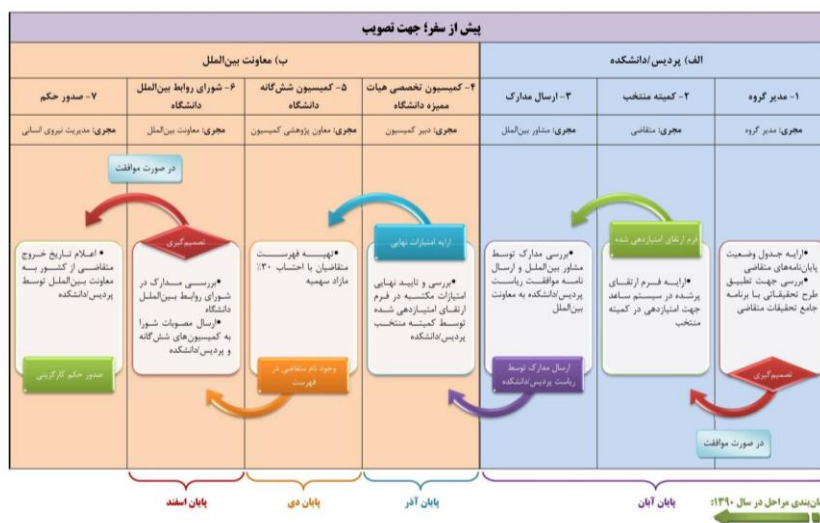 پیش از سفر؛ جهت تصویب
الف) پردیس/دانشکده
ب) معاونت بین‌الملل
۱- مدیر گروه
۲- کمیته منتخب
۳- ارسال مدارک
۴- کمیسیون تخصصی هیات
ممیزه دانشگاه
۵- کمیسیون شش‌گانه
دانشگاه
۶- شورای روابط بین‌الملل
دانشگاه
۷- صدور حکم
مجری: مدیر گروه
مجری: متقاضی
مجری: مشاور بین‌الملل
مجری: دبیر کمیسیون
مجری: معاون پژوهشی کمیسیون
مجری: معاونت بین‌الملل
مجری: مدیریت نیروی انسانی
•ارایه جدول وضعیت
پایان‌نامه‌های متقاضی
•بررسی جهت تطبیق
طرح تحقیقاتی با برنامه
جامع تحقیقات متقاضی
تصمیم‌گیری
در صورت موافقت
فرم ارتقای امتیازدهی شده
•ارایه فرم ارتقای
پرشده در سیستم ساعد
جهت امتیازدهی در کمیته
منتخب
•بررسی مدارک توسط
مشاور بین‌الملل و ارسال
نامه موافقت ریاست
پردیس/دانشکده به معاونت
بین‌الملل
ارسال مدارک توسط
ریاست پردیس/دانشکده
ارایه امتیازات نهایی
•بررسی و تایید نهایی
امتیازات مکتسبه در فرم
ارتقای امتیازدهی شده
توسط کمیته منتخب
پردیس/دانشکده
•تهیه فهرست
متقاضیان با احتساب ۳۰٪
مازاد سهمیه
وجود نام متقاضی در
فهرست
تصمیم‌گیری
•بررسی مدارک در
شورای روابط بین‌الملل
دانشگاه
•ارسال مصوبات شورا
به کمیسیون‌های شش‌گانه
و پردیس/دانشکده
در صورت موافقت
•اعلام تاریخ خروج
متقاضی از کشور به
معاونت بین‌الملل توسط
پردیس/دانشکده
صدور حکم کارگزینی
پایان آبان
پایان آذر
پایان دی
پایان اسفند
مراحل در سال ۱۳۹۰: